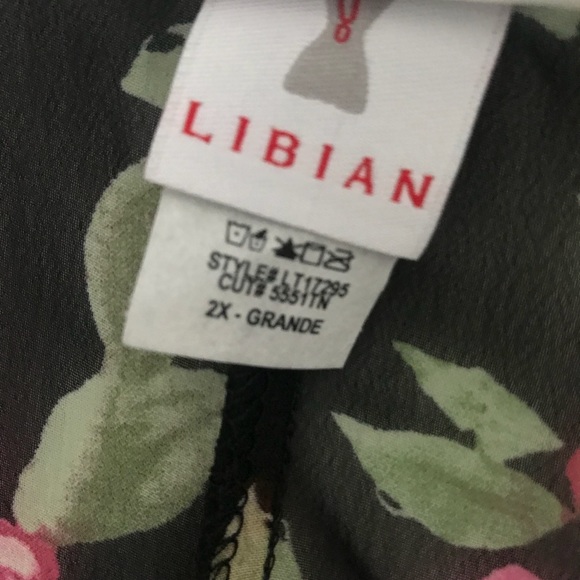 LIBIAN
STYLE# LT17295
CUT# 5551TN
2X - GRANDE